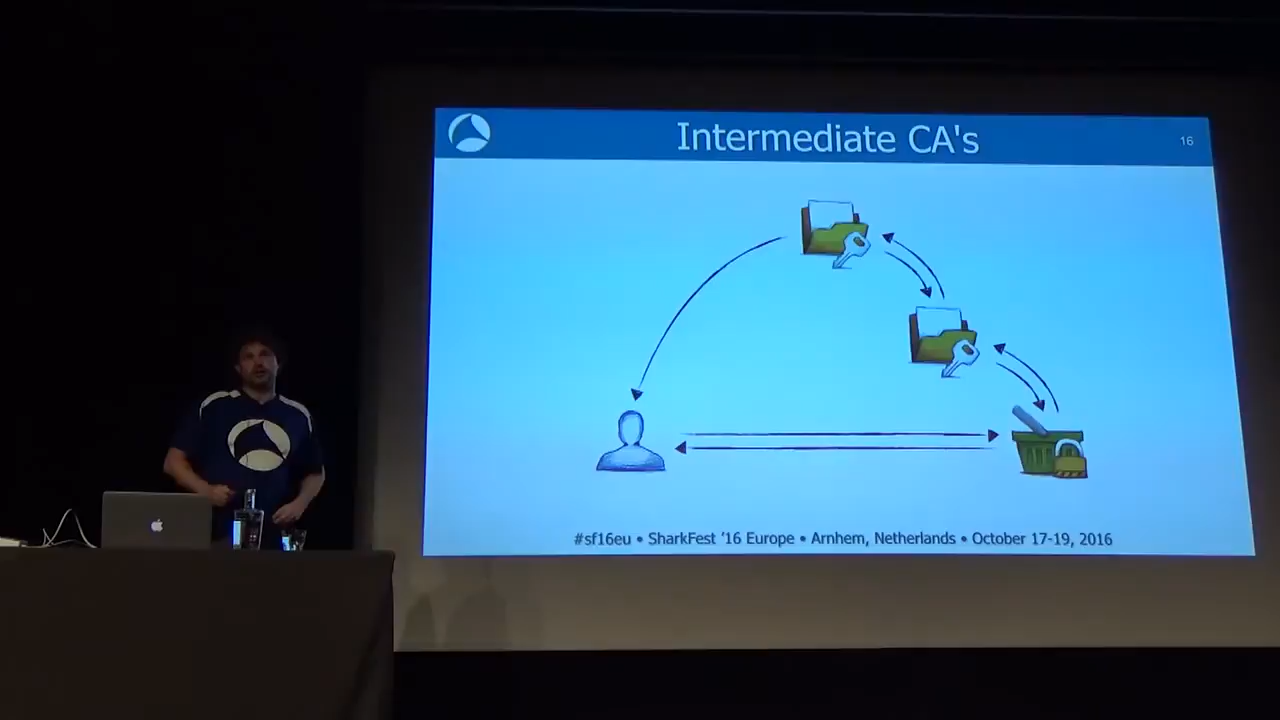 Intermediate CA's
16
#sf16eu • SharkFest '16 Europe • Arnhem, Netherlands • October 17-19, 2016